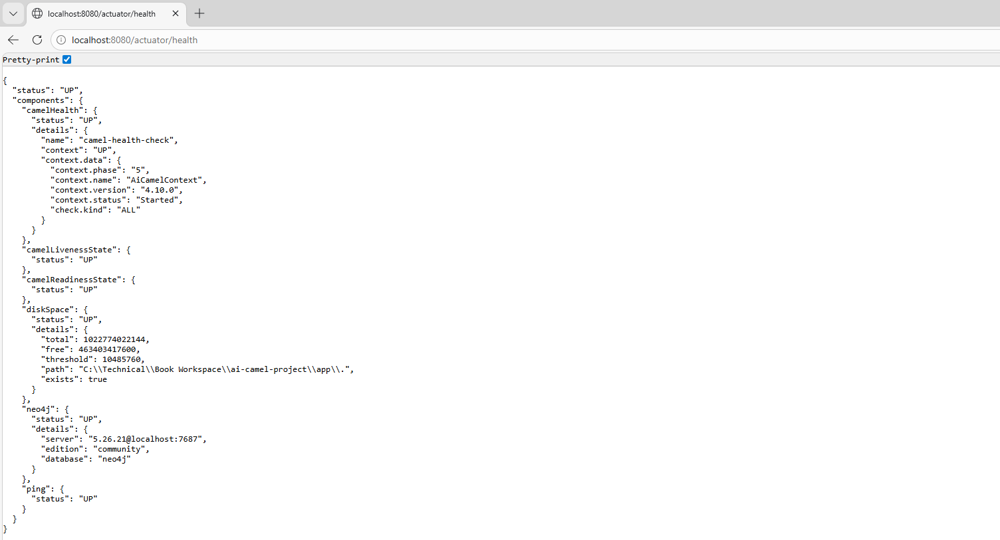 localhost:8080/actuator/health
localhost:8080/actuator/health
Pretty-print
{
  "status": "UP",
  "components": {
    "camelHealth": {
      "status": "UP",
      "details": {
        "name": "camel-health-check",
        "context": "UP",
        "context.data": {
          "context.phase": "5",
          "context.name": "AiCamelContext",
          "context.version": "4.10.0",
          "context.status": "Started",
          "check.kind": "ALL"
        }
      }
    },
    "camelLivenessState": {
      "status": "UP"
    },
    "camelReadinessState": {
      "status": "UP"
    },
    "diskSpace": {
      "status": "UP",
      "details": {
        "total": 1022774022144,
        "free": 463403417600,
        "threshold": 10485760,
        "path": "C:\\Technical\\Book Workspace\\ai-camel-project\\app\\.",
        "exists": true
      }
    },
    "neo4j": {
      "status": "UP",
      "details": {
        "server": "5.26.21@localhost:7687",
        "edition": "community",
        "database": "neo4j"
      }
    },
    "ping": {
      "status": "UP"
    }
  }
}